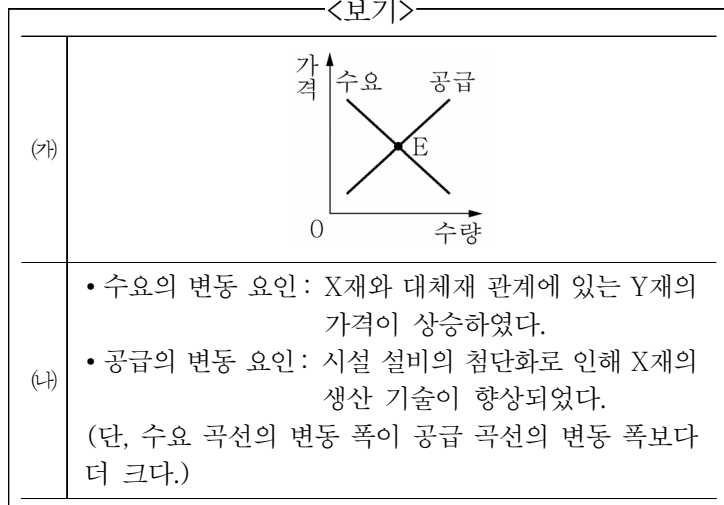 <보기>
㈎
가격
수요
공급
E
0
수량
㈏
• 수요의 변동 요인: X재와 대체재 관계에 있는 Y재의
가격이 상승하였다.
• 공급의 변동 요인: 시설 설비의 첨단화로 인해 X재의
생산 기술이 향상되었다.
(단, 수요 곡선의 변동 폭이 공급 곡선의 변동 폭보다
더 크다.)